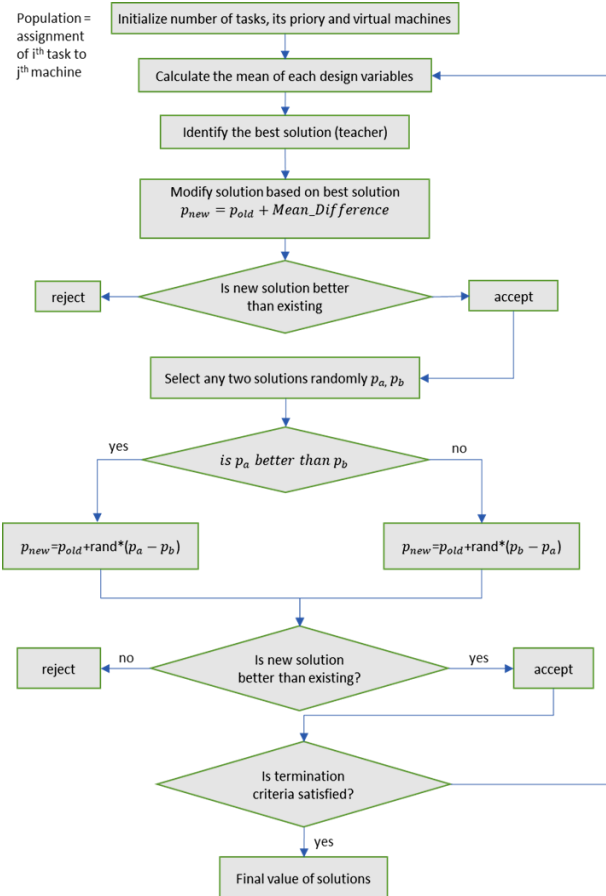 Population =
assignment
of iᵗʰ task to
jᵗʰ machine
Initialize number of tasks, its priory and virtual machines
Calculate the mean of each design variables
Identify the best solution (teacher)
Modify solution based on best solution
𝑝𝑛𝑒𝑤 = 𝑝𝑜𝑙𝑑 + 𝑀𝑒𝑎𝑛_𝐷𝑖𝑓𝑓𝑒𝑟𝑒𝑛𝑐𝑒
Is new solution better
than existing
reject
accept
Select any two solutions randomly 𝑝𝑎, 𝑝𝑏
yes
is 𝑝𝑎 better than 𝑝𝑏
no
𝑝𝑛𝑒𝑤=𝑝𝑜𝑙𝑑+rand*(𝑝𝑎 − 𝑝𝑏)
𝑝𝑛𝑒𝑤=𝑝𝑜𝑙𝑑+rand*(𝑝𝑏 − 𝑝𝑎)
reject
no
Is new solution
better than existing?
yes
accept
Is termination
criteria satisfied?
yes
Final value of solutions